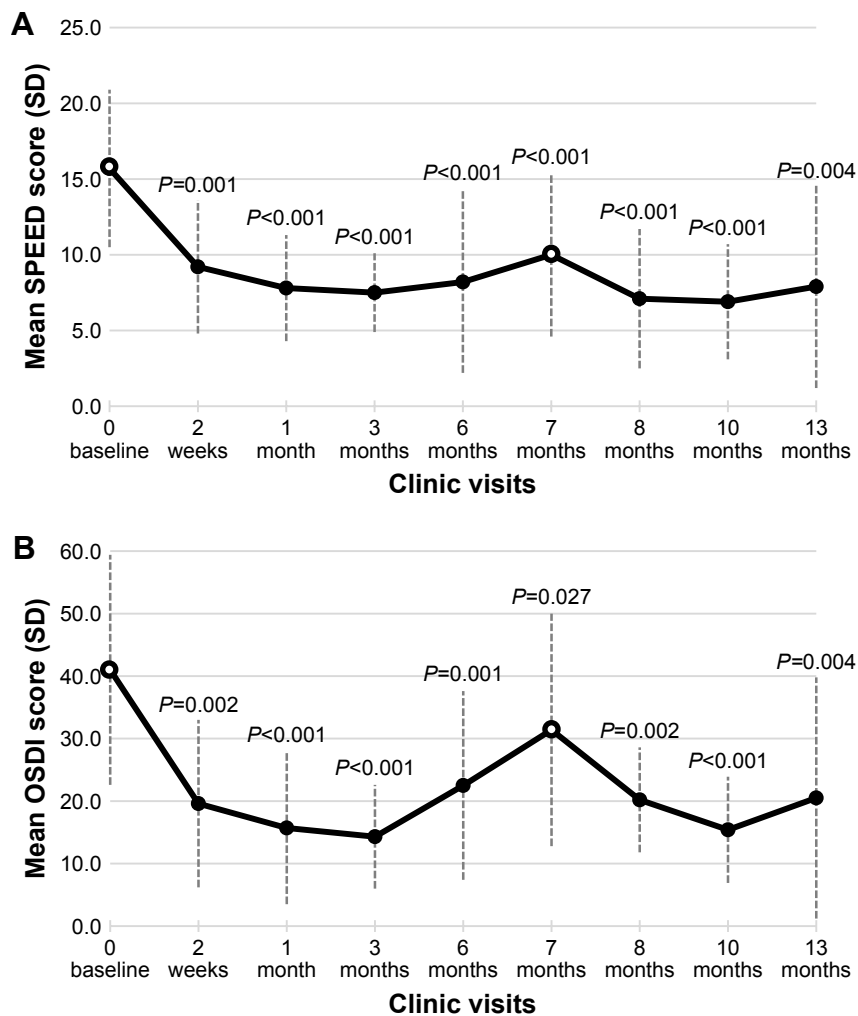 A
Mean SPEED score (SD)
25.0
20.0
15.0
10.0
5.0
0.0
P=0.001
P<0.001
P<0.001
P<0.001
P<0.001
P<0.001
P<0.001
P=0.004
0 2 1 3 6 7 8 10 13
baseline weeks month months months months months months months
Clinic visits
B
Mean OSDI score (SD)
60.0
50.0
40.0
30.0
20.0
10.0
0.0
P=0.002
P<0.001
P<0.001
P=0.001
P=0.027
P=0.002
P<0.001
P=0.004
0 2 1 3 6 7 8 10 13
baseline weeks month months months months months months months
Clinic visits